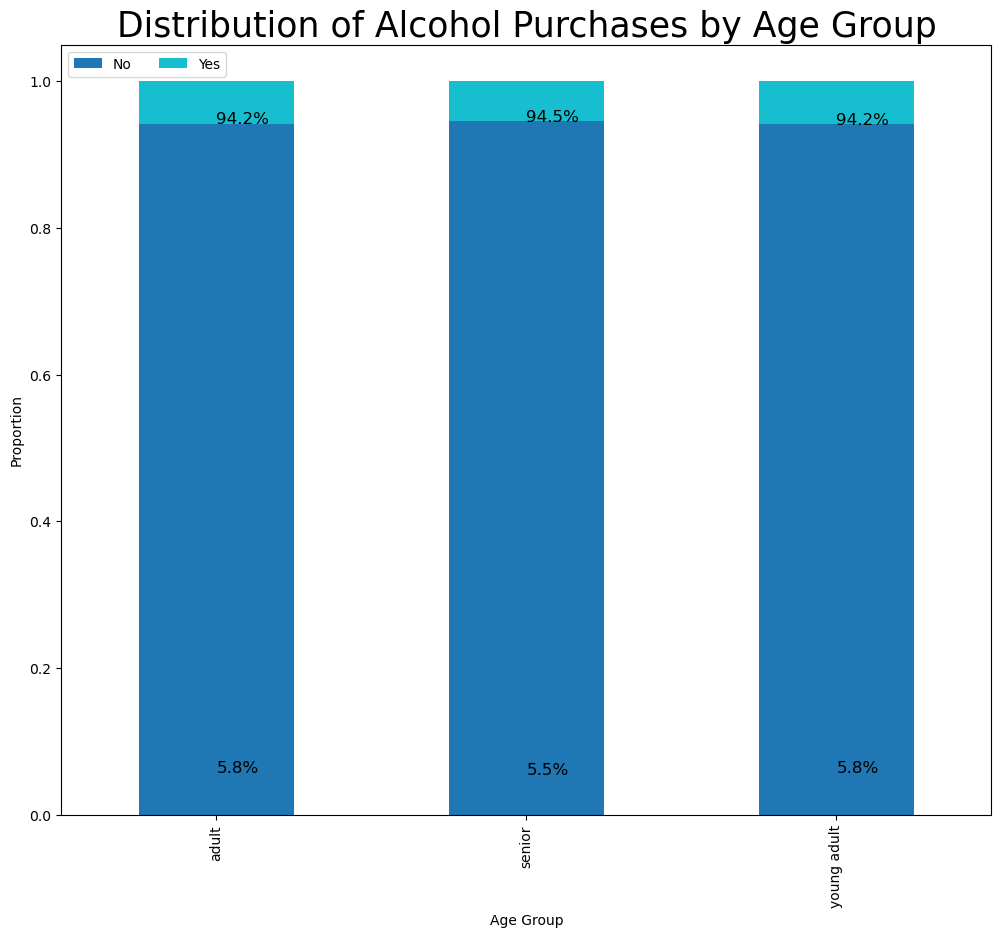 Distribution of Alcohol Purchases by Age Group
No Yes
1.0
94.2% 94.5% 94.2%
0.8
0.6
Proportion
0.4
0.2
5.8% 5.5% 5.8%
0.0
adult senior young adult
Age Group